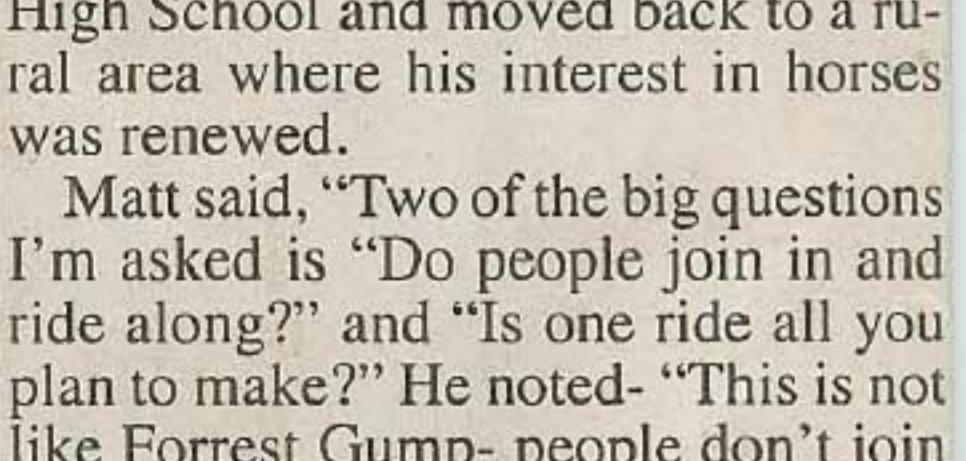 High School and moved back to a ru-
ral area where his interest in horses
was renewed.
Matt said, “Two of the big questions
I’m asked is “Do people join in and
ride along?” and “Is one ride all you
plan to make?” He noted- “This is not
like Forrest Gump- people don’t join